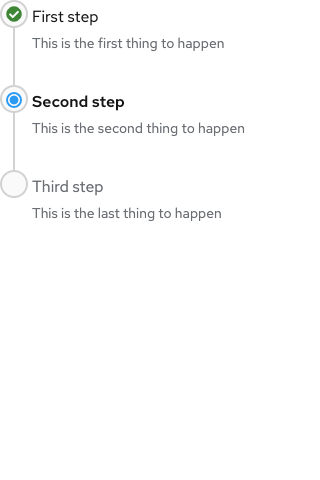 First step
This is the first thing to happen
Second step
This is the second thing to happen
Third step
This is the last thing to happen